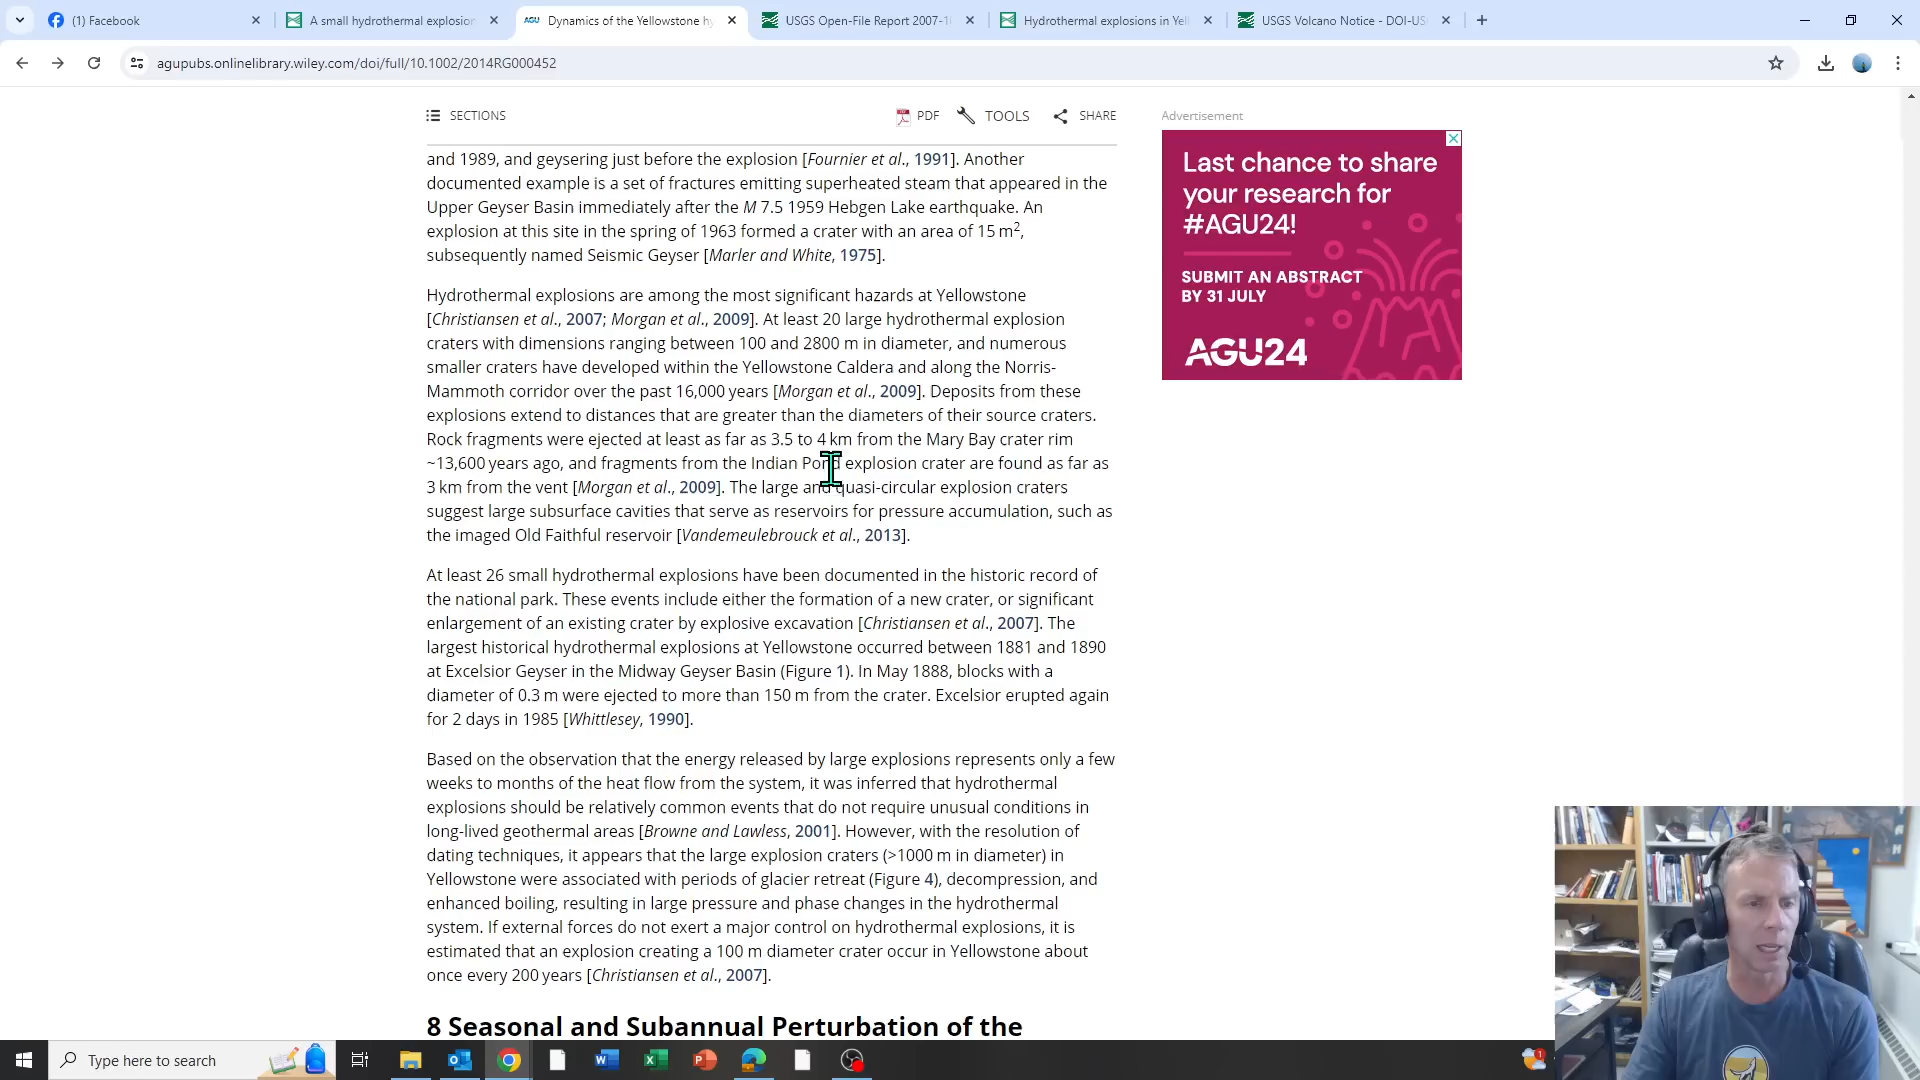 (1) Facebook
A small hydrothermal explosion
AGU Dynamics of the Yellowstone hy
USGS Open-File Report 2007-1
Hydrothermal explosions in Yell
USGS Volcano Notice - DOI-US
agupubs.onlinelibrary.wiley.com/doi/full/10.1002/2014RG000452
SECTIONS
PDF
TOOLS
SHARE
and 1989, and geysering just before the explosion [Fournier et al., 1991]. Another
documented example is a set of fractures emitting superheated steam that appeared in the
Upper Geyser Basin immediately after the M 7.5 1959 Hebgen Lake earthquake. An
explosion at this site in the spring of 1963 formed a crater with an area of 15 m2,
subsequently named Seismic Geyser [Marler and White, 1975].
Hydrothermal explosions are among the most significant hazards at Yellowstone
[Christiansen et al., 2007; Morgan et al., 2009]. At least 20 large hydrothermal explosion
craters with dimensions ranging between 100 and 2800 m in diameter, and numerous
smaller craters have developed within the Yellowstone Caldera and along the Norris-
Mammoth corridor over the past 16,000 years [Morgan et al., 2009]. Deposits from these
explosions extend to distances that are greater than the diameters of their source craters.
Rock fragments were ejected at least as far as 3.5 to 4 km from the Mary Bay crater rim
~13,600 years ago, and fragments from the Indian Pond explosion crater are found as far as
3 km from the vent [Morgan et al., 2009]. The large and quasi-circular explosion craters
suggest large subsurface cavities that serve as reservoirs for pressure accumulation, such as
the imaged Old Faithful reservoir [Vandemeulebrouck et al., 2013].
At least 26 small hydrothermal explosions have been documented in the historic record of
the national park. These events include either the formation of a new crater, or significant
enlargement of an existing crater by explosive excavation [Christiansen et al., 2007]. The
largest historical hydrothermal explosions at Yellowstone occurred between 1881 and 1890
at Excelsior Geyser in the Midway Geyser Basin (Figure 1). In May 1888, blocks with a
diameter of 0.3 m were ejected to more than 150 m from the crater. Excelsior erupted again
for 2 days in 1985 [Whittlesey, 1990].
Based on the observation that the energy released by large explosions represents only a few
weeks to months of the heat flow from the system, it was inferred that hydrothermal
explosions should be relatively common events that do not require unusual conditions in
long-lived geothermal areas [Browne and Lawless, 2001]. However, with the resolution of
dating techniques, it appears that the large explosion craters (>1000 m in diameter) in
Yellowstone were associated with periods of glacier retreat (Figure 4), decompression, and
enhanced boiling, resulting in large pressure and phase changes in the hydrothermal
system. If external forces do not exert a major control on hydrothermal explosions, it is
estimated that an explosion creating a 100 m diameter crater occur in Yellowstone about
once every 200 years [Christiansen et al., 2007].
8 Seasonal and Subannual Perturbation of the
Advertisement
Last chance to share
your research for
#AGU24!
SUBMIT AN ABSTRACT
BY 31 JULY
AGU24
Type here to search